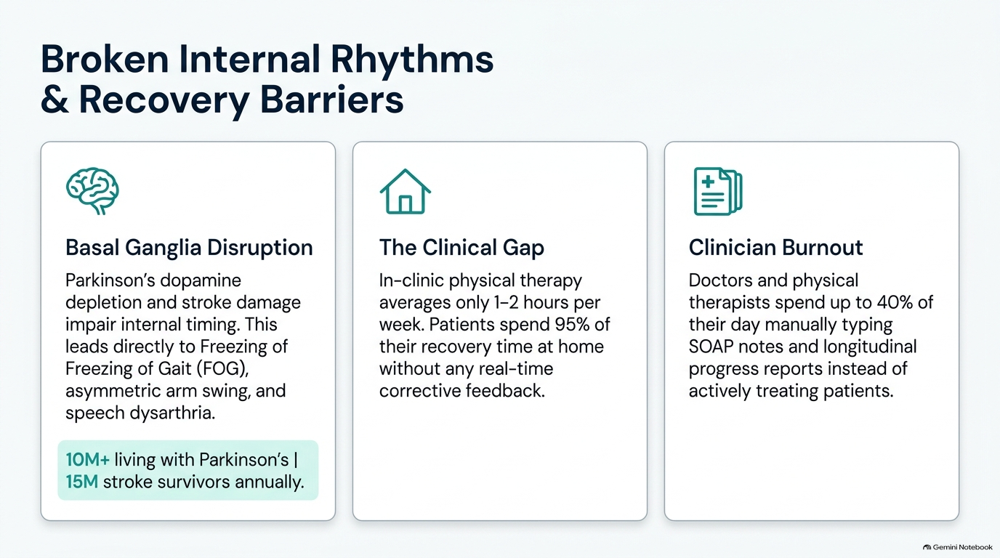 Broken Internal Rhythms
& Recovery Barriers
Basal Ganglia Disruption
Parkinson’s dopamine
depletion and stroke damage
impair internal timing. This
leads directly to Freezing of
Freezing of Gait (FOG),
asymmetric arm swing, and
speech dysarthria.
10M+ living with Parkinson’s |
15M stroke survivors annually.
The Clinical Gap
In-clinic physical therapy
averages only 1–2 hours per
week. Patients spend 95% of
their recovery time at home
without any real-time
corrective feedback.
Clinician Burnout
Doctors and physical
therapists spend up to 40% of
their day manually typing
SOAP notes and longitudinal
progress reports instead of
actively treating patients.
Gemini Notebook